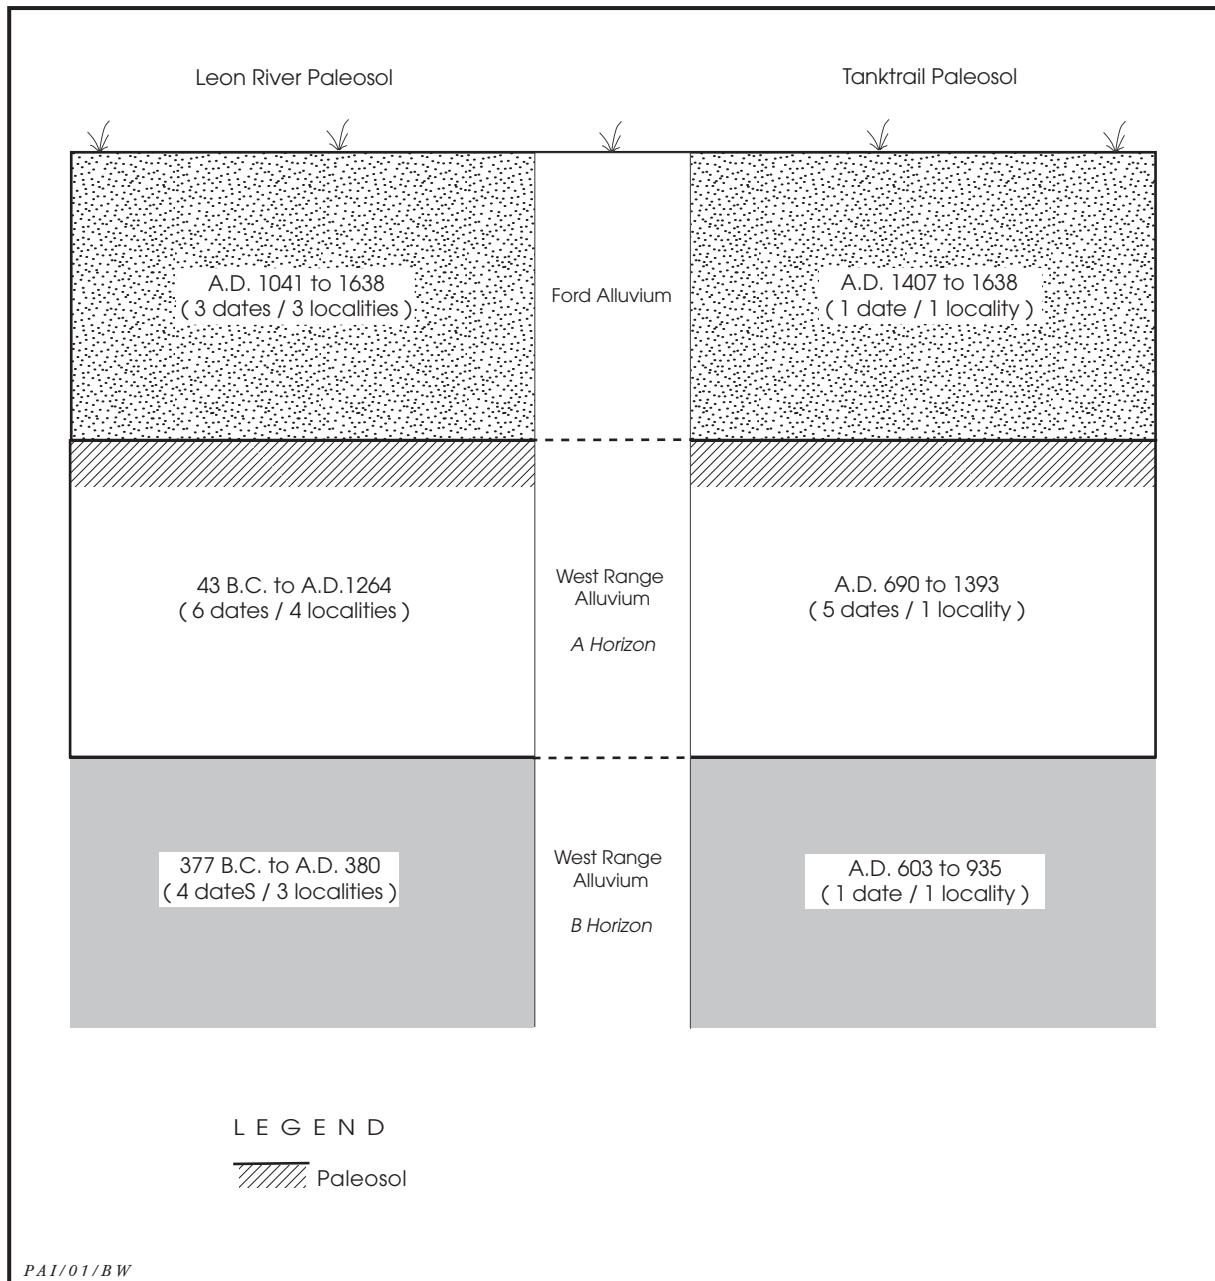 Leon River Paleosol
Tanktrail Paleosol
A.D. 1041 to 1638
( 3 dates / 3 localities )
Ford Alluvium
A.D. 1407 to 1638
( 1 date / 1 locality )
43 B.C. to A.D.1264
( 6 dates / 4 localities )
West Range
Alluvium
A Horizon
A.D. 690 to 1393
( 5 dates / 1 locality )
377 B.C. to A.D. 380
( 4 dateS / 3 localities )
West Range
Alluvium
B Horizon
A.D. 603 to 935
( 1 date / 1 locality )
LEGEND
Paleosol
PAI/01/BW